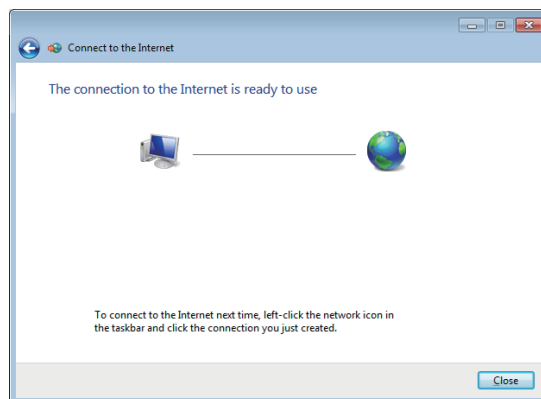 Connect to the Internet
The connection to the Internet is ready to use
To connect to the Internet next time, left-click the network icon in
the taskbar and click the connection you just created.
Close